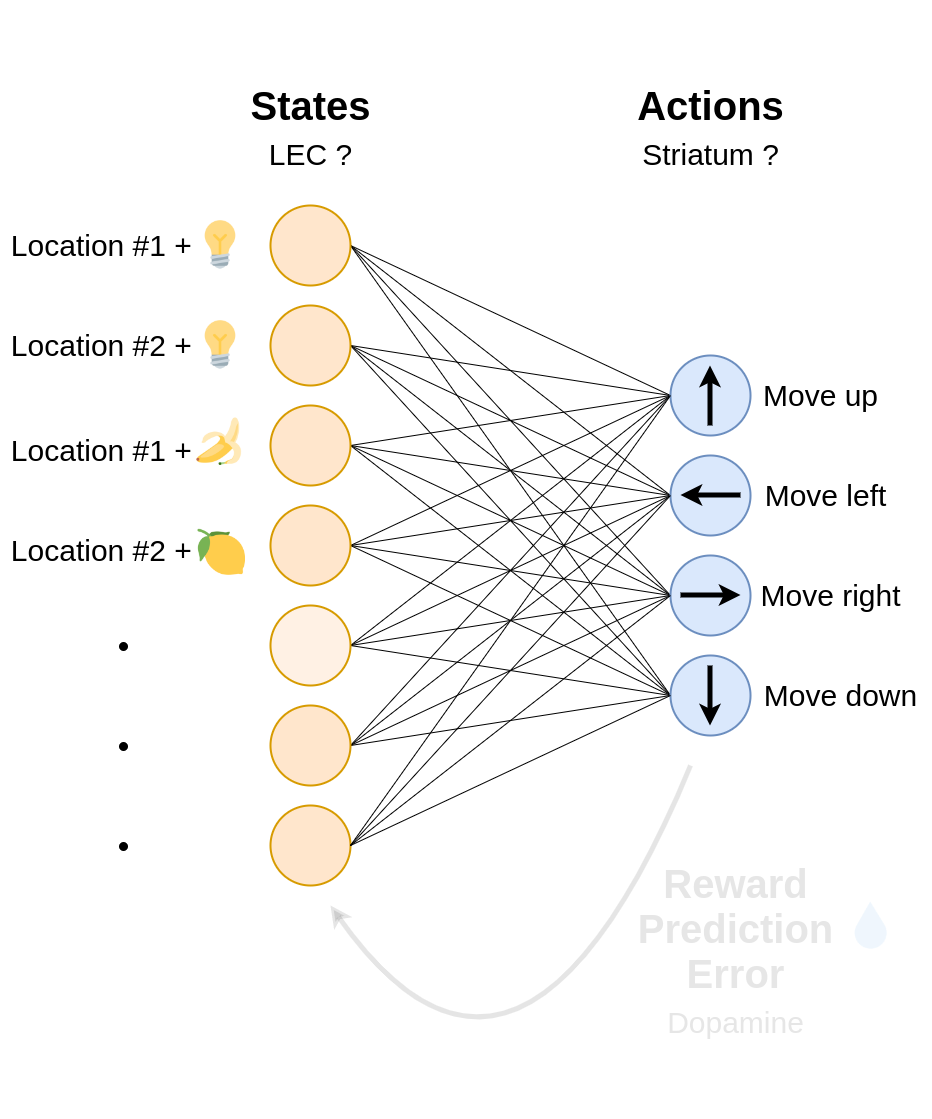 States
Actions
LEC ?
Striatum ?
Location #1 +
Location #2 +
Location #1 +
Location #2 +
Move up
Move left
Move right
Move down
Reward
Prediction
Error
Dopamine